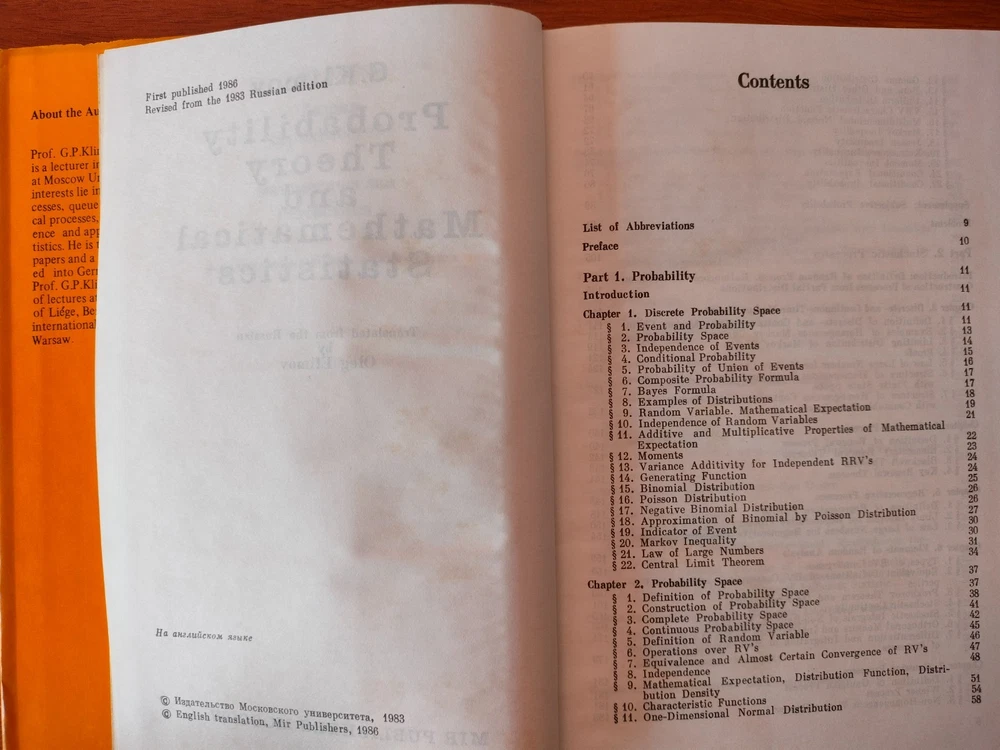 About the
Prof. G.P.
is a lecturer
at Moscow
interests lie
cesses, queue
cal processes,
ence and
tistics. He is
papers and a
ed into
Prof. G.P.
of lectures
of Liége,
international
Warsaw.
First published 1986
Revised from the 1983 Russian edition
На английском языке
© Издательство Московского университета, 1983
© English translation, Mir Publishers, 1986
Contents
List of Abbreviations 9
Preface 10
Part 1. Probability 11
Introduction 11
Chapter 1. Discrete Probability Space 11
§ 1. Event and Probability 11
§ 2. Probability Space 13
§ 3. Independence of Events 14
§ 4. Conditional Probability 15
§ 5. Probability of Union of Events 16
§ 6. Composite Probability Formula 17
§ 7. Bayes Formula 17
§ 8. Examples of Distributions 18
§ 9. Random Variable. Mathematical Expectation 19
§ 10. Independence of Random Variables 21
§ 11. Additive and Multiplicative Properties of Mathematical
Expectation 22
§ 12. Moments 23
§ 13. Variance Additivity for Independent RRV's 24
§ 14. Generating Function 24
§ 15. Binomial Distribution 25
§ 16. Poisson Distribution 26
§ 17. Negative Binomial Distribution 26
§ 18. Approximation of Binomial by Poisson Distribution 27
§ 19. Indicator of Event 30
§ 20. Markov Inequality 30
§ 21. Law of Large Numbers 31
§ 22. Central Limit Theorem 34
Chapter 2. Probability Space 37
§ 1. Definition of Probability Space 37
§ 2. Construction of Probability Space 38
§ 3. Complete Probability Space 41
§ 4. Continuous Probability Space 42
§ 5. Definition of Random Variable 45
§ 6. Operations over RV's 46
§ 7. Equivalence and Almost Certain Convergence of RV's 47
§ 8. Independence 48
§ 9. Mathematical Expectation, Distribution Function, Distri-
bution Density 51
§ 10. Characteristic Functions 54
§ 11. One-Dimensional Normal Distribution 58